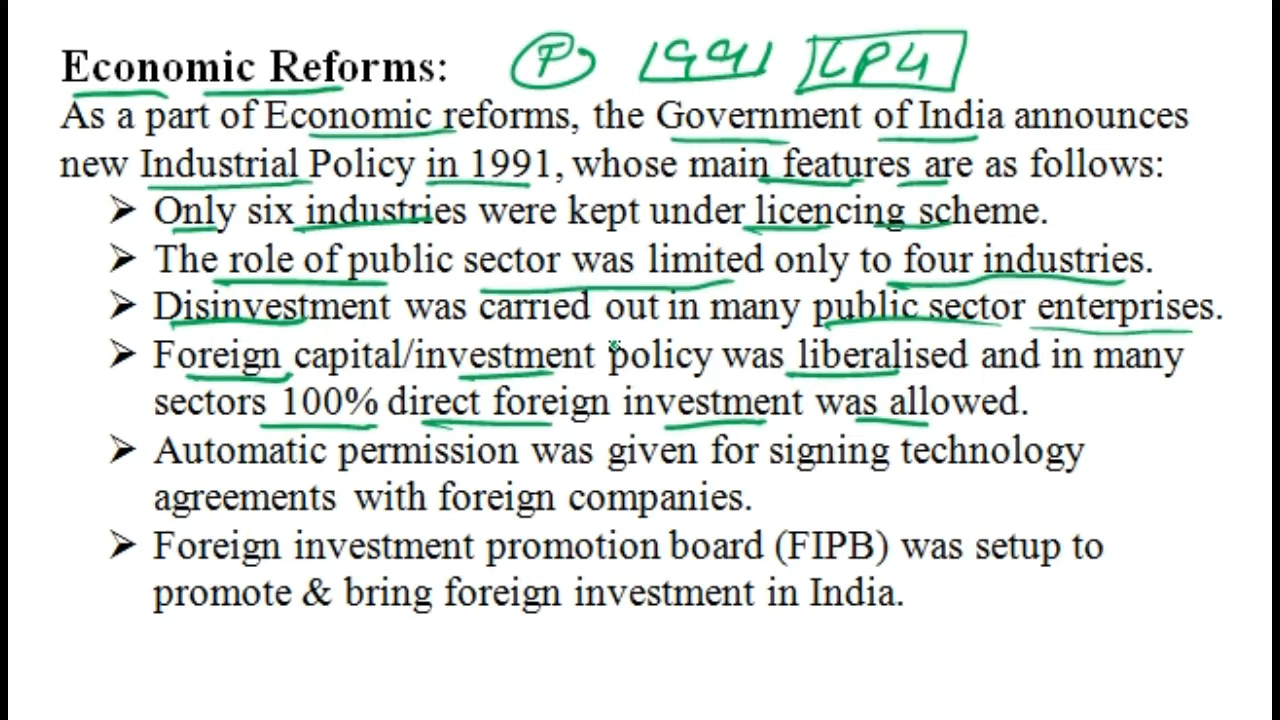 Economic Reforms: P 1991 LPG
As a part of Economic reforms, the Government of India announces
new Industrial Policy in 1991, whose main features are as follows:
➢ Only six industries were kept under licencing scheme.
➢ The role of public sector was limited only to four industries.
➢ Disinvestment was carried out in many public sector enterprises.
➢ Foreign capital/investment policy was liberalised and in many
sectors 100% direct foreign investment was allowed.
➢ Automatic permission was given for signing technology
agreements with foreign companies.
➢ Foreign investment promotion board (FIPB) was setup to
promote & bring foreign investment in India.